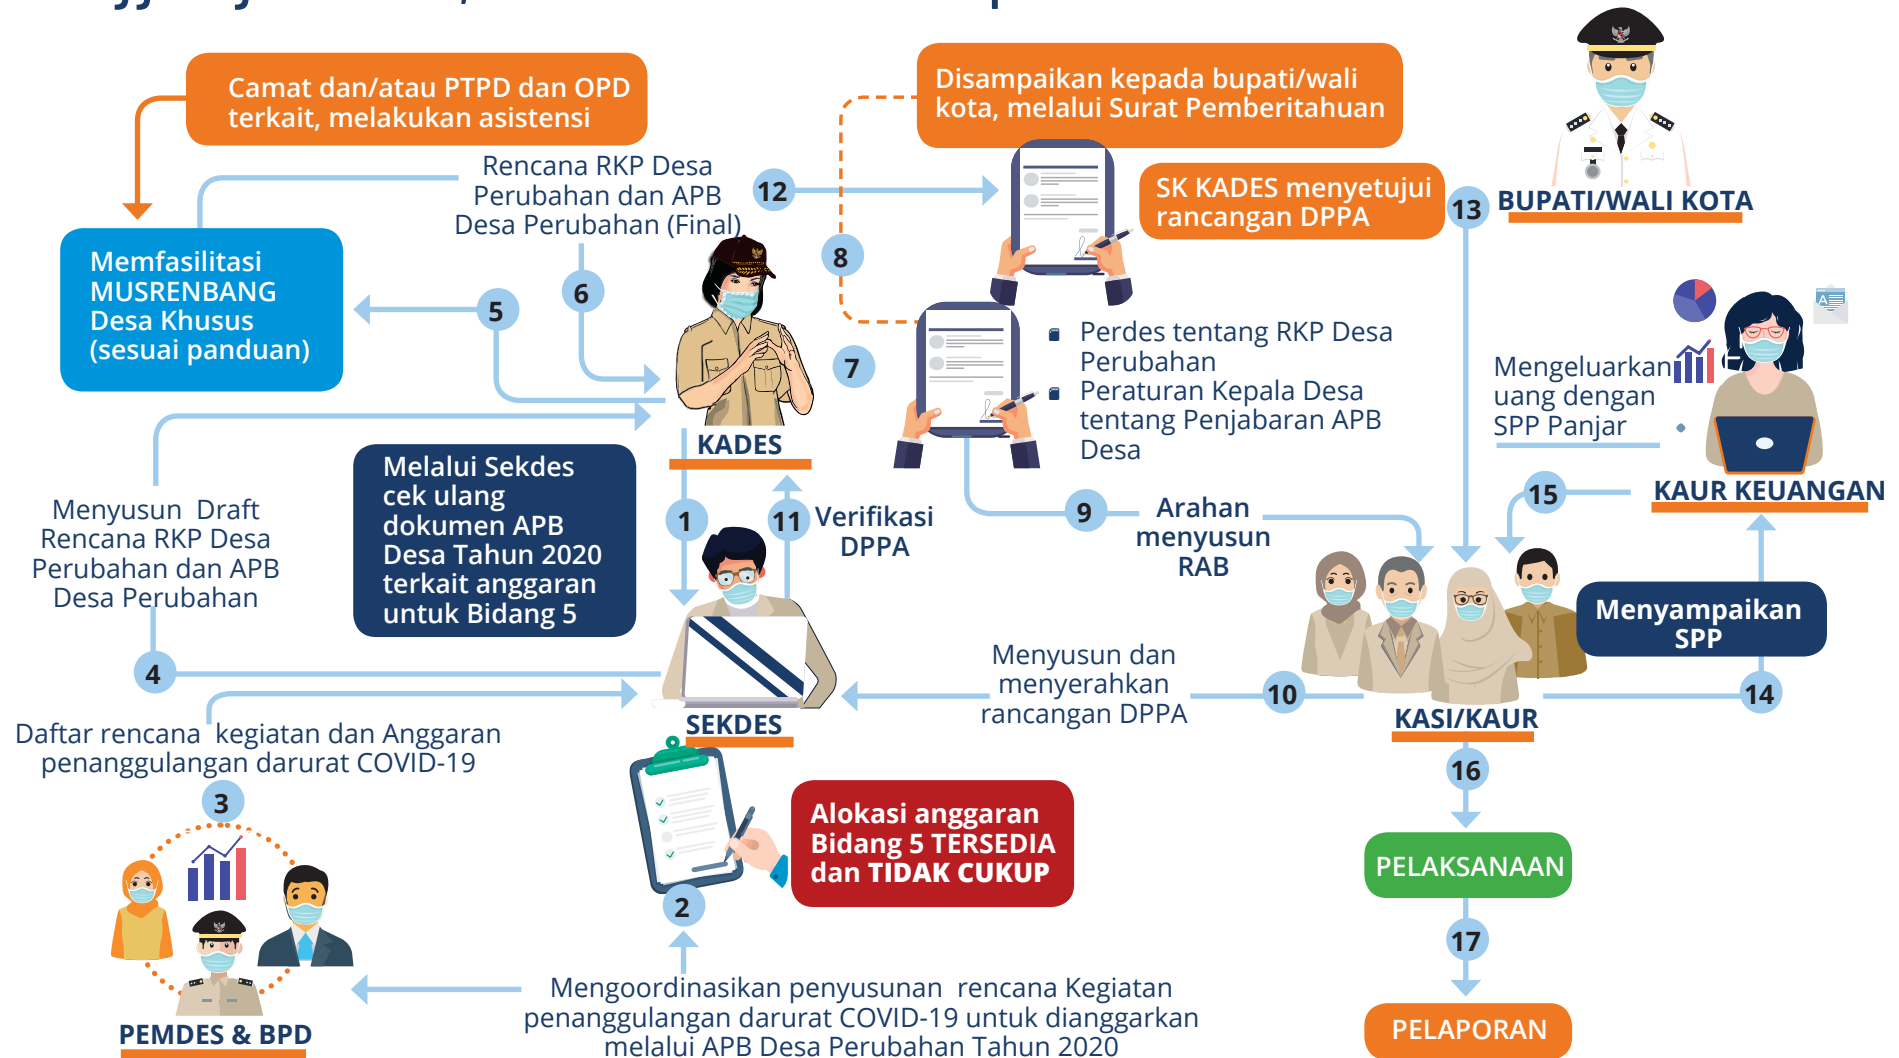 Camat dan/atau PTPD dan OPD
terkait, melakukan asistensi
Disampaikan kepada bupati/wali
kota, melalui Surat Pemberitahuan
Rencana RKP Desa
Perubahan dan APB
Desa Perubahan (Final)
12
SK KADES menyetujui
rancangan DPPA
13
BUPATI/WALI KOTA
Memfasilitasi
MUSRENBANG
Desa Khusus
(sesuai panduan)
5
6
8
7
Perdes tentang RKP Desa
Perubahan
Peraturan Kepala Desa
tentang Penjabaran APB
Desa
Mengeluarkan
uang dengan
SPP Panjar
KADES
Melalui Sekdes
cek ulang
dokumen APB
Desa Tahun 2020
terkait anggaran
untuk Bidang 5
1
11
Verifikasi
DPPA
9
Arahan
menyusun
RAB
15
KAUR KEUANGAN
Menyusun Draft
Rencana RKP Desa
Perubahan dan APB
Desa Perubahan
4
Menyampaikan
SPP
Menyusun dan
menyerahkan
rancangan DPPA
10
14
KASI/KAUR
SEKDES
Daftar rencana kegiatan dan Anggaran
penanggulangan darurat COVID-19
3
16
Alokasi anggaran
Bidang 5 TERSEDIA
dan TIDAK CUKUP
2
PELAKSANAAN
17
PEMDES & BPD
Mengoordinasikan penyusunan rencana Kegiatan
penanggulangan darurat COVID-19 untuk dianggarkan
melalui APB Desa Perubahan Tahun 2020
PELAPORAN